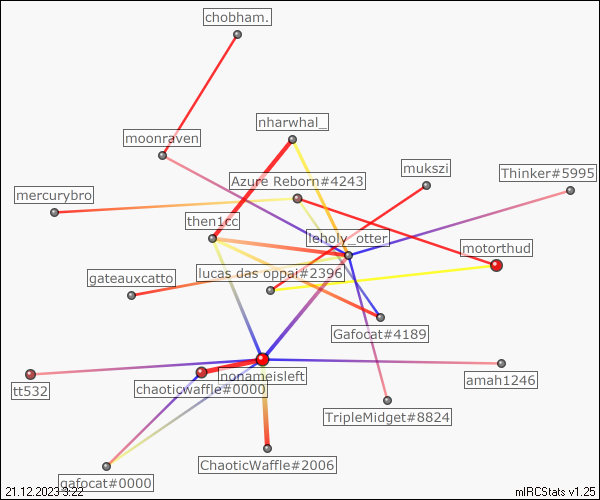 chobham.
nharwhal_
moonraven
mukszi
Thinker#5995
Azure Reborn#4243
mercurybro
then1cc
leholy_otter
motorthud
lucas das oppai#2396
gateauxcatto
Gafocat#4189
nonameisleft
amah1246
chaoticwaffle#0000
tt532
TripleMidget#8824
ChaoticWaffle#2006
gafocat#0000
21.12.2023 3:22
mIRCStats v1.25